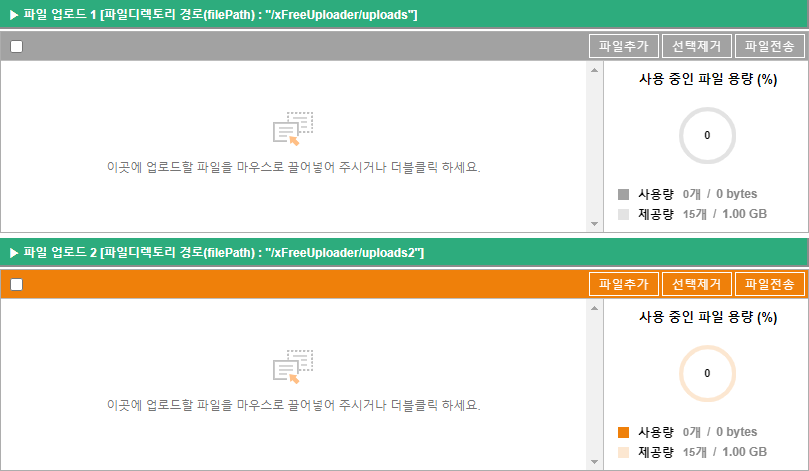 ▶ 파일 업로드 1 [파일디렉토리 경로(filePath) : "/xFreeUploader/uploads"]
파일추가 선택제거 파일전송
이곳에 업로드할 파일을 마우스로 끌어넣어 주시거나 더블클릭 하세요.
사용 중인 파일 용량 (%)
0
사용량 0개 / 0 bytes
제공량 15개 / 1.00 GB
▶ 파일 업로드 2 [파일디렉토리 경로(filePath) : "/xFreeUploader/uploads2"]
파일추가 선택제거 파일전송
이곳에 업로드할 파일을 마우스로 끌어넣어 주시거나 더블클릭 하세요.
사용 중인 파일 용량 (%)
0
사용량 0개 / 0 bytes
제공량 15개 / 1.00 GB